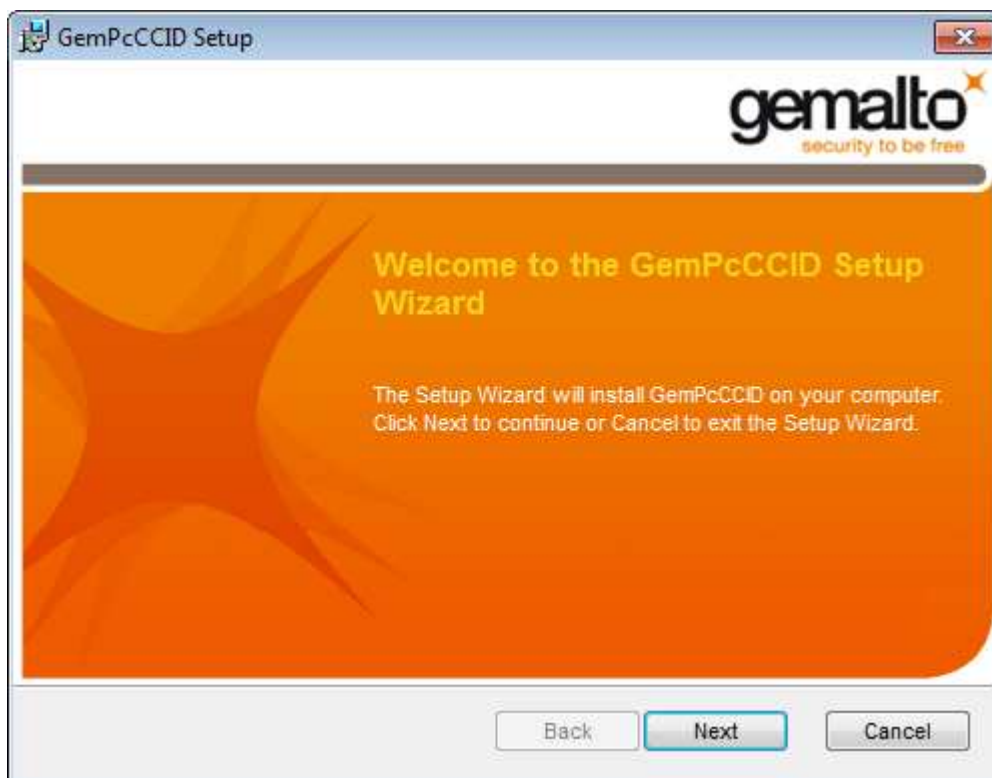 GemPcCCID Setup
gemalto
security to be free
Welcome to the GemPcCCID Setup
Wizard
The Setup Wizard will install GemPcCCID on your computer.
Click Next to continue or Cancel to exit the Setup Wizard.
Back
Next
Cancel